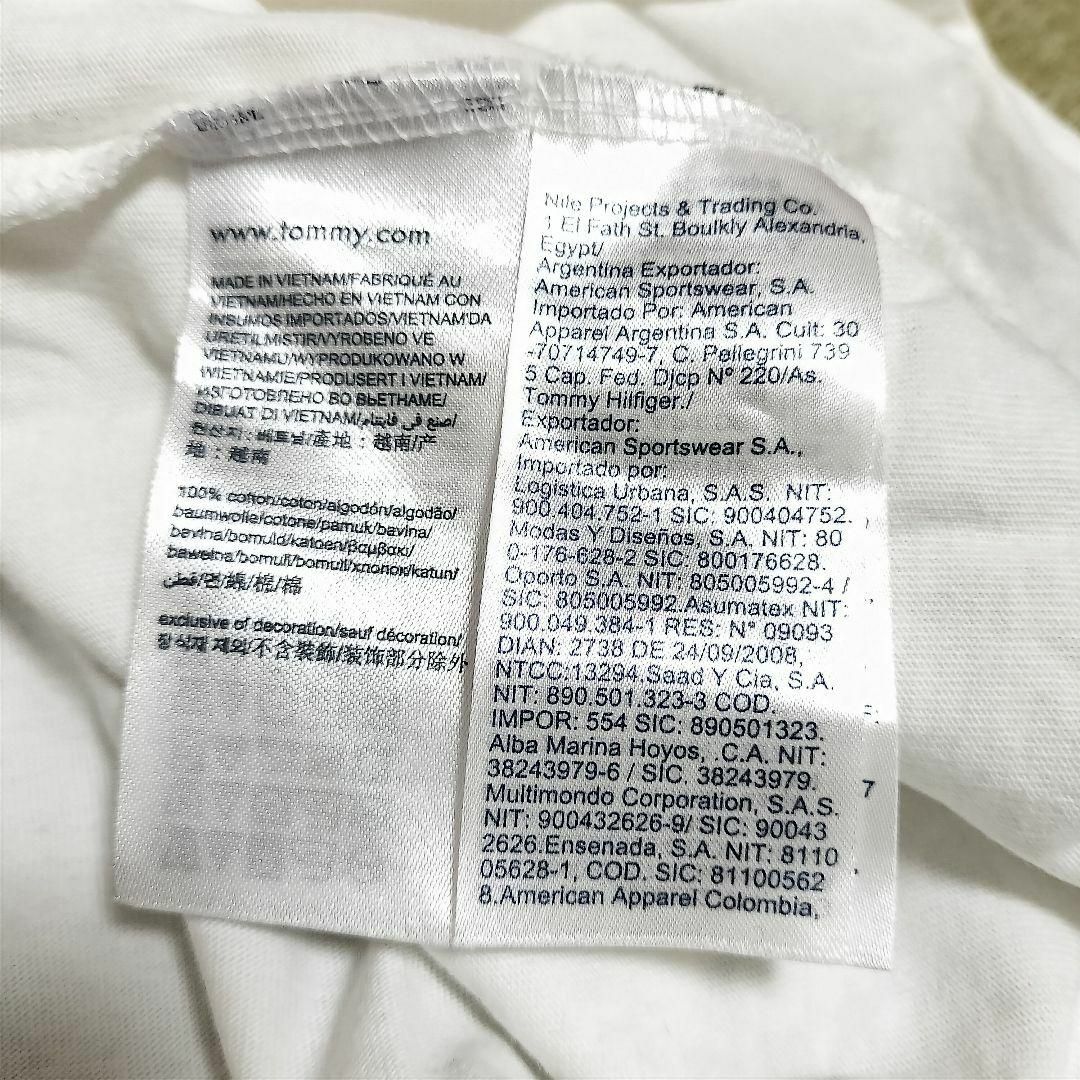 www.tommy.com
MADE IN VIETNAM/FABRIQUÉ AU
VIETNAM/HECHO EN VIETNAM CON
INSUMOS IMPORTADOS/VIETNAM'DA
ÜRETILMISTIR/VYROBENO VE
VIETNAMU/WYPRODUKOWANO W
WIETNAMIE/PRODUSERT I VIETNAM/
ИЗГОТОВЛЕНО ВО ВЬЕТНАМЕ/
DIBUAT DI VIETNAM/صنع في فايتنام/
원산지 : 베트남/產地 : 越南/产
地 : 越南
100% cotton/coton/algodón/algodão/
baumwolle/cotone/pamuk/bavlna/
bavlna/bomuld/katoen/βαμβακι/
bawełna/bomull/bomull/хлопок/katun/
قطن/면/綿/棉/棉
exclusive of decoration/sauf décoration/
장식재 제외/不含裝飾/装饰部分除外
Nile Projects & Trading Co.
1 El Fath St. Boulkly Alexandria,
Egypt/
Argentina Exportador:
American Sportswear, S.A.
Importado Por: American
Apparel Argentina S.A. Cuit: 30
-70714749-7, C. Pellegrini 739
5 Cap. Fed. Djcp Nº 220/As.
Tommy Hilfiger./
Exportador:
American Sportswear S.A.,
Importado por:
Logistica Urbana, S.A.S. NIT:
900.404.752-1 SIC: 900404752.
Modas Y Diseños, S.A. NIT: 80
0-176-628-2 SIC: 800176628.
Oporto S.A. NIT: 805005992-4 /
SIC: 805005992.Asumatex NIT:
900.049.384-1 RES: N° 09093
DIAN: 2738 DE 24/09/2008,
NTCC:13294.Saad Y Cia, S.A.
NIT: 890.501.323-3 COD.
IMPOR: 554 SIC: 890501323.
Alba Marina Hoyos, .C.A. NIT:
38243979-6 / SIC. 38243979.
Multimondo Corporation, S.A.S.
NIT: 900432626-9/ SIC: 90043
2626.Ensenada, S.A. NIT: 8110
05628-1, COD. SIC: 81100562
8.American Apparel Colombia,
7